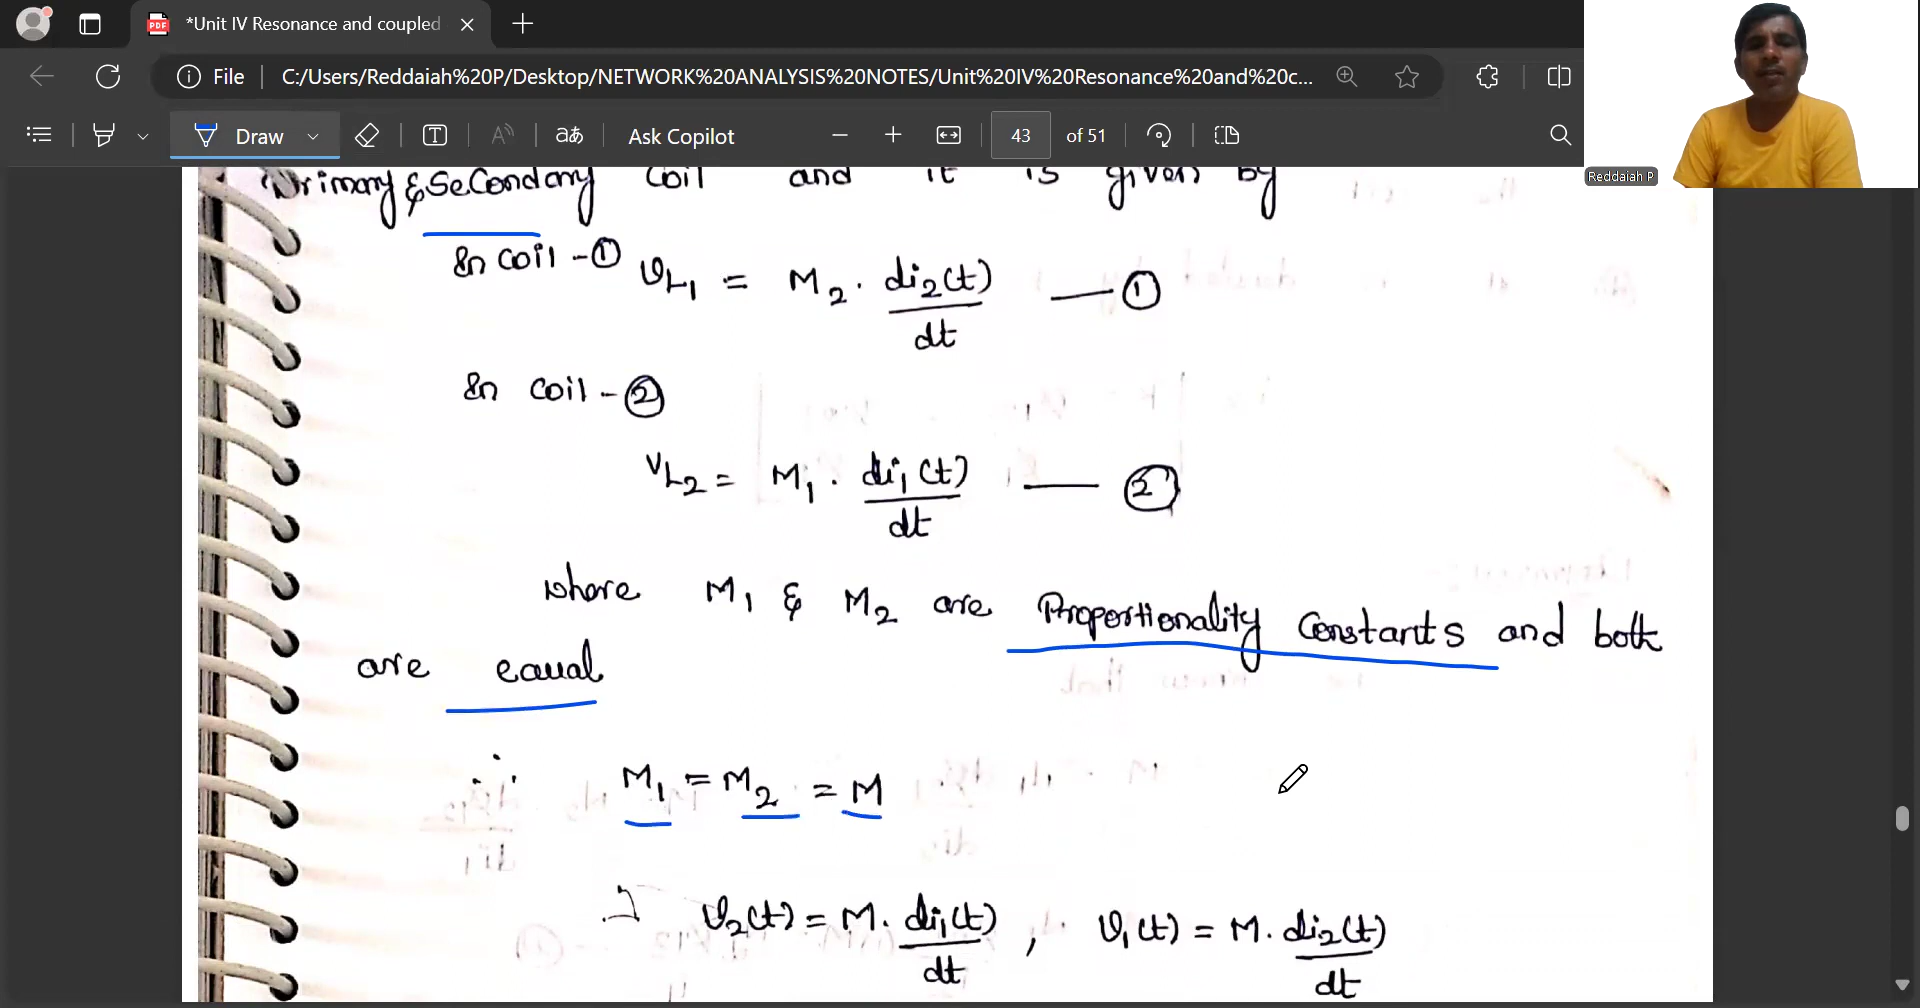 *Unit IV Resonance and coupled
File
C:/Users/Reddaiah%20P/Desktop/NETWORK%20ANALYSIS%20NOTES/Unit%20IV%20Resonance%20and%20c...
Draw
aあ
Ask Copilot
43 of 51
Reddaiah P
Primary & Secondary coil and it is given by
In coil-① VL1 = M2 . di2(t)/dt —— ①
In coil-②
VL2 = M1 . di1(t)/dt —— ②
where M1 & M2 are Proportionality Constants and both
are equal
∴ M1 = M2 = M
V2(t) = M . di1(t)/dt , V1(t) = M . di2(t)/dt